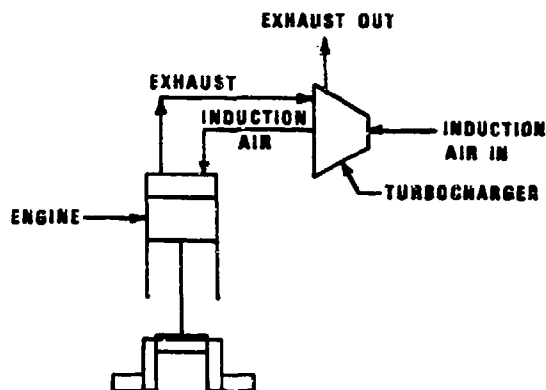 EXHAUST OUT
EXHAUST
INDUCTION
AIR
INDUCTION
AIR IN
TURBOCHARGER
ENGINE